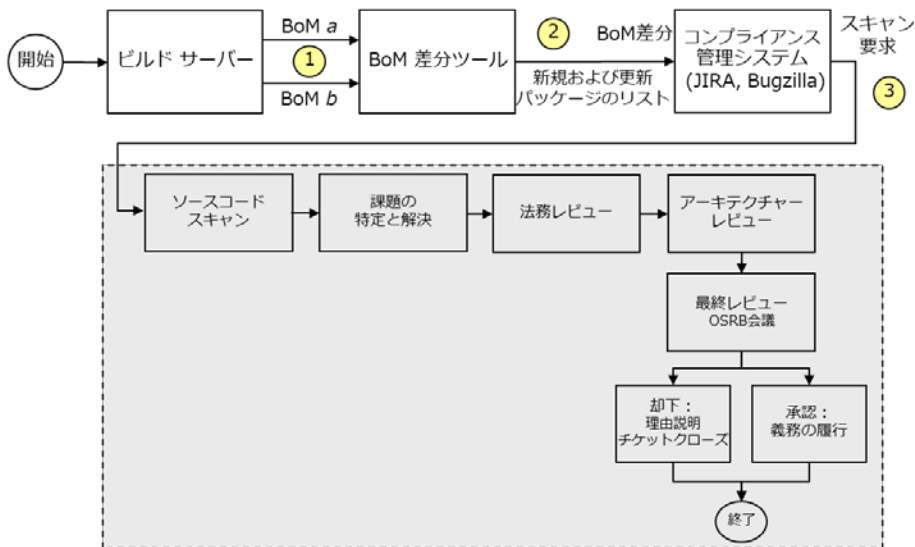 BoM a
スキャン
要求
開始
ビルド サーバー
①
BoM b
BoM 差分ツール
②
BoM差分
新規および更新
パッケージのリスト
コンプライアンス
管理システム
(JIRA, Bugzilla)
③
ソースコード
スキャン
課題の
特定と解決
法務レビュー
アーキテクチャー
レビュー
最終レビュー
OSRB会議
却下：
理由説明
チケットクローズ
承認：
義務の履行
終了